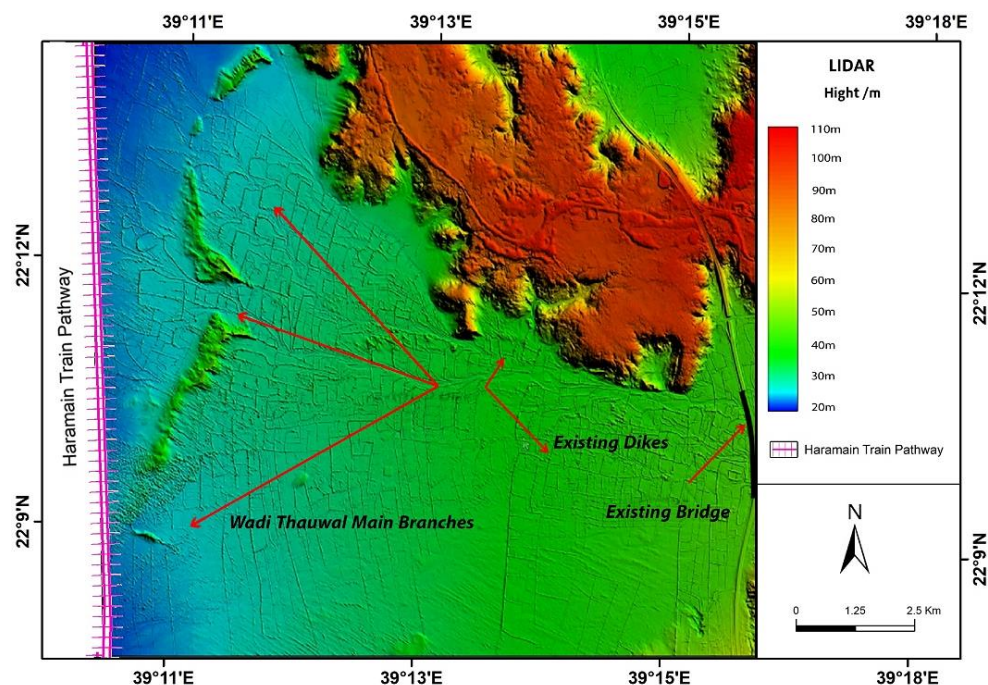 39°11'E
39°13'E
39°15'E
39°18'E
LIDAR
Hight /m
110m
100m
90m
80m
70m
60m
50m
40m
30m
20m
22°12'N
22°12'N
Haramain Train Pathway
Haramain Train Pathway
Existing Dikes
Existing Bridge
Wadi Thauwal Main Branches
22°9'N
22°9'N
N
0
1.25
2.5 Km
39°11'E
39°13'E
39°15'E
39°18'E